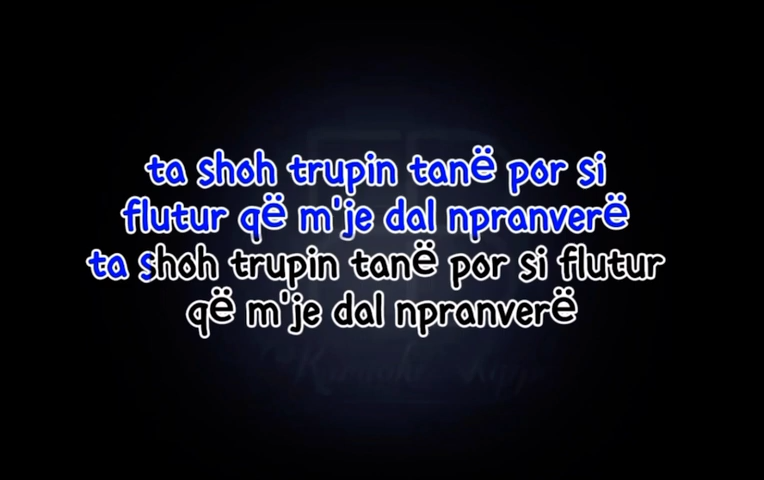 ta shoh trupin tanë por si
flutur që m'je dal npranverë
ta shoh trupin tanë por si flutur
që m'je dal npranverë
Karaoke